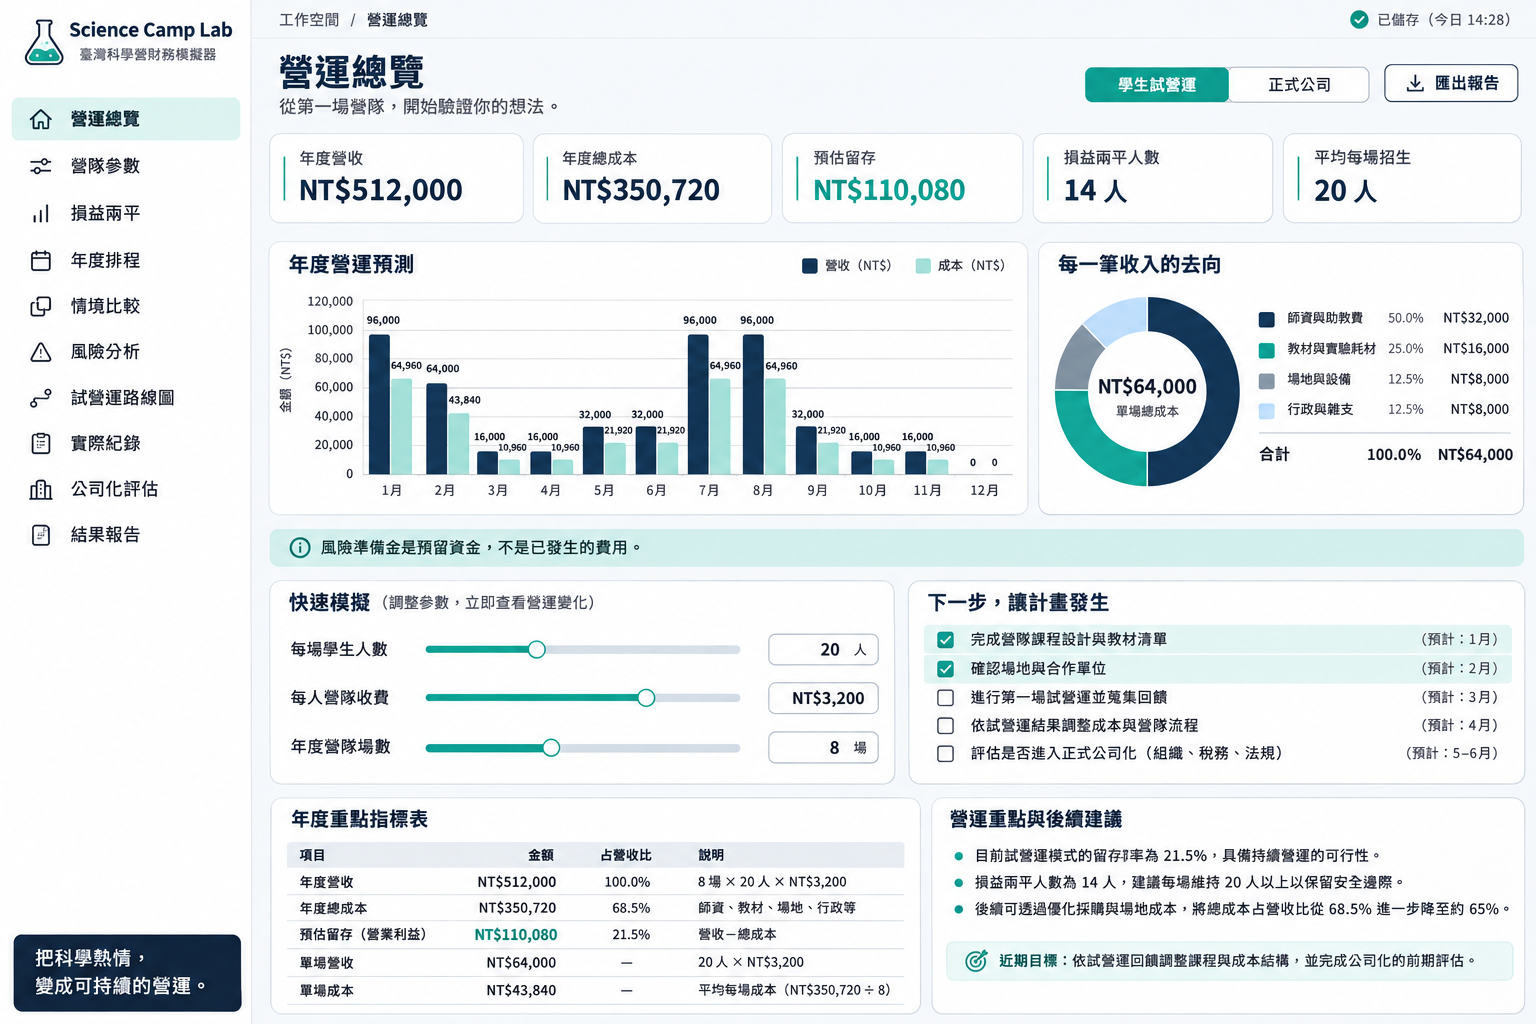 Science Camp Lab
臺灣科學營財務模擬器
營運總覽
營隊參數
損益兩平
年度排程
情境比較
風險分析
試營運路線圖
實際紀錄
公司化評估
結果報告
把科學熱情，
變成可持續的營運。
工作空間 / 營運總覽
已儲存（今日 14:28）
營運總覽
從第一場營隊，開始驗證你的想法。
學生試營運
正式公司
匯出報告
年度營收
NT$512,000
年度總成本
NT$350,720
預估留存
NT$110,080
損益兩平人數
14 人
平均每場招生
20 人
年度營運預測
營收（NT$） 成本（NT$）
金額（NT$）
120,000
100,000
80,000
60,000
40,000
20,000
0
96,000 64,960
64,000 43,840
16,000 10,960
16,000 10,960
32,000 21,920
32,000 21,920
96,000 64,960
96,000 64,960
32,000 21,920
16,000 10,960
16,000 10,960
0 0
1月 2月 3月 4月 5月 6月 7月 8月 9月 10月 11月 12月
每一筆收入的去向
NT$64,000
單場總成本
師資與助教費 50.0% NT$32,000
教材與實驗耗材 25.0% NT$16,000
場地與設備 12.5% NT$8,000
行政與雜支 12.5% NT$8,000
合計 100.0% NT$64,000
風險準備金是預留資金，不是已發生的費用。
快速模擬（調整參數，立即查看營運變化）
每場學生人數 20 人
每人營隊收費 NT$3,200
年度營隊場數 8 場
下一步，讓計畫發生
完成營隊課程設計與教材清單 （預計：1月）
確認場地與合作單位 （預計：2月）
進行第一場試營運並蒐集回饋 （預計：3月）
依試營運結果調整成本與營隊流程 （預計：4月）
評估是否進入正式公司化（組織、稅務、法規） （預計：5–6月）
年度重點指標表
項目 金額 占營收比 說明
年度營收 NT$512,000 100.0% 8 場 × 20 人 × NT$3,200
年度總成本 NT$350,720 68.5% 師資、教材、場地、行政等
預估留存（營業利益） NT$110,080 21.5% 營收－總成本
單場營收 NT$64,000 — 20 人 × NT$3,200
單場成本 NT$43,840 — 平均每場成本（NT$350,720 ÷ 8）
營運重點與後續建議
目前試營運模式的留存率為 21.5%，具備持續營運的可行性。
損益兩平人數為 14 人，建議每場維持 20 人以上以保留安全邊際。
後續可透過優化採購與場地成本，將總成本占營收比從 68.5% 進一步降至約 65%。
近期目標：依試營運回饋調整課程與成本結構，並完成公司化的前期評估。